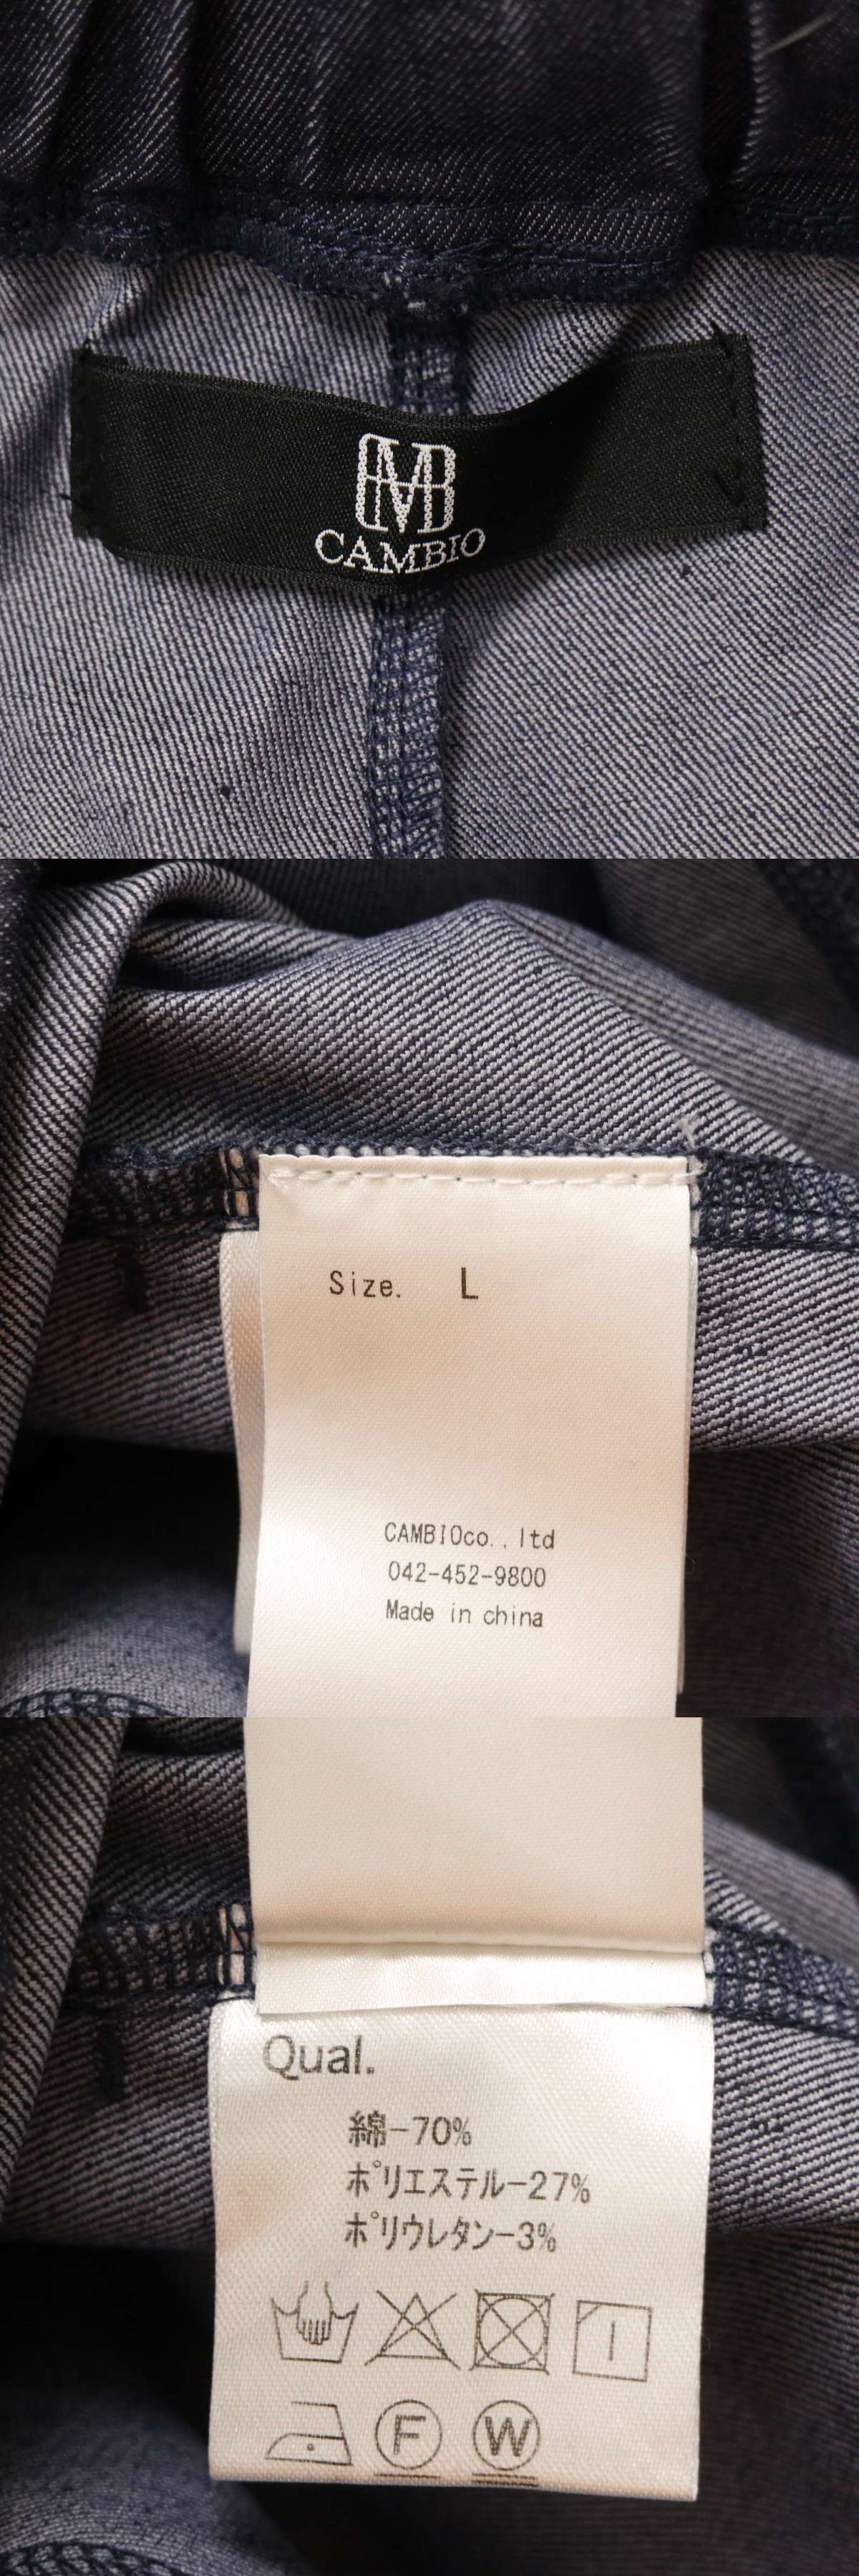 CAMBIO
Size. L
CAMBIOco.,ltd
042-452-9800
Made in china
Qual.
綿-70%
ポリエステル-27%
ポリウレタン-3%
F W